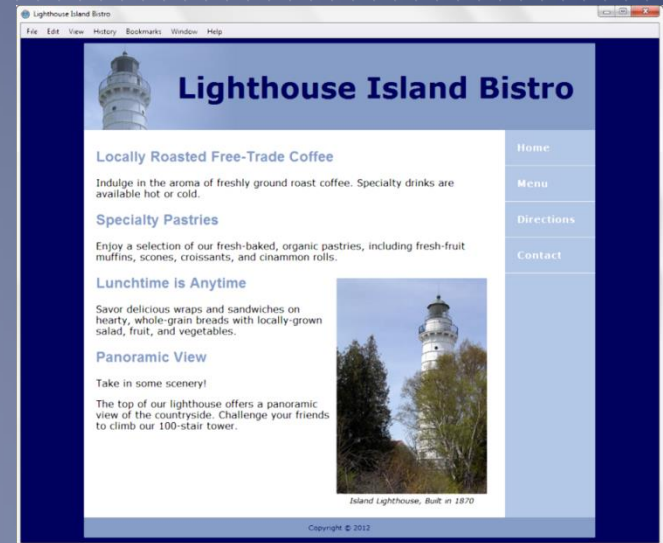 Lighthouse Island Bistro
File Edit View History Bookmarks Window Help
Lighthouse Island Bistro
Locally Roasted Free-Trade Coffee
Indulge in the aroma of freshly ground roast coffee. Specialty drinks are
available hot or cold.
Specialty Pastries
Enjoy a selection of our fresh-baked, organic pastries, including fresh-fruit
muffins, scones, croissants, and cinammon rolls.
Lunchtime is Anytime
Savor delicious wraps and sandwiches on
hearty, whole-grain breads with locally-grown
salad, fruit, and vegetables.
Panoramic View
Take in some scenery!
The top of our lighthouse offers a panoramic
view of the countryside. Challenge your friends
to climb our 100-stair tower.
Island Lighthouse, Built in 1870
Home
Menu
Directions
Contact
Copyright © 2012